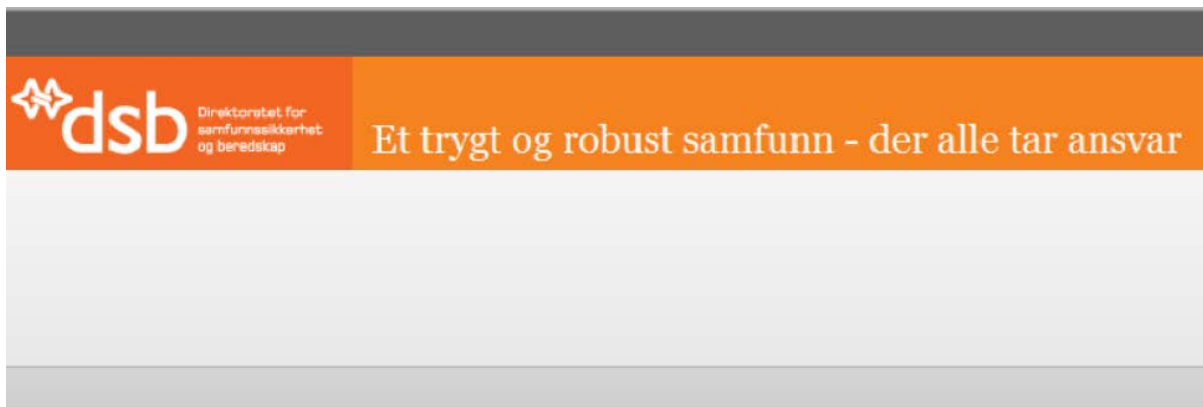 dsb
Direktoratet for
samfunnssikkerhet
og beredskap
Et trygt og robust samfunn - der alle tar ansvar